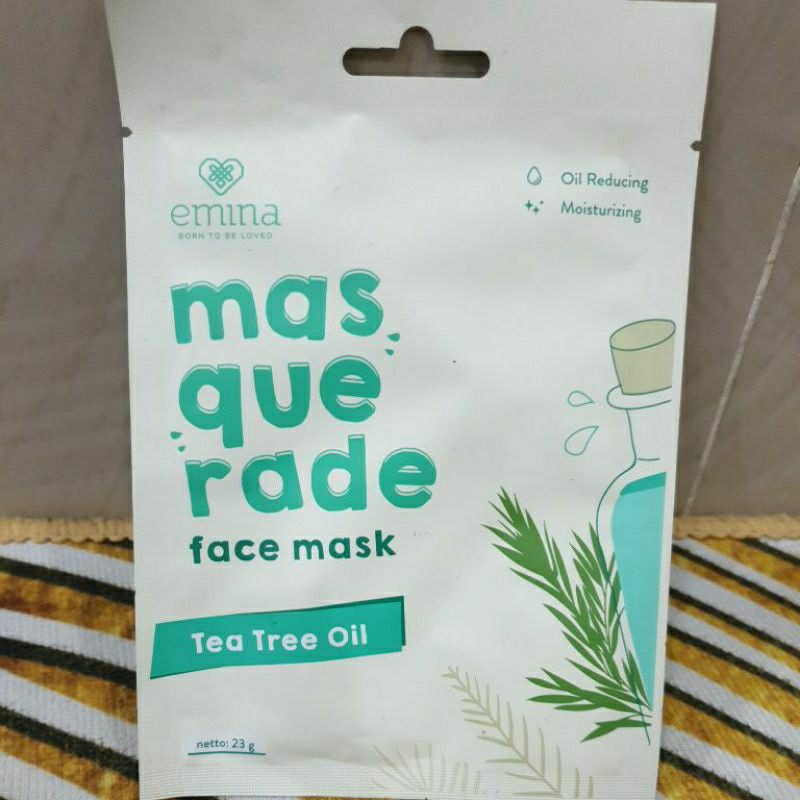 emina
BORN TO BE LOVED
Oil Reducing
Moisturizing
mas
que
rade
face mask
Tea Tree Oil
netto: 23 g